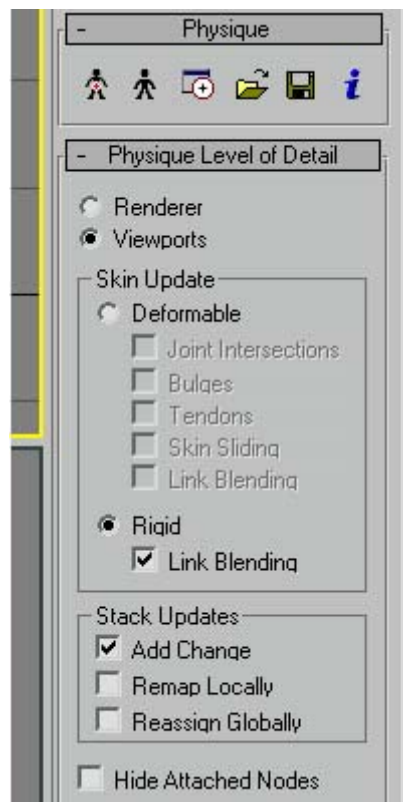 - Physique
i
- Physique Level of Detail
Renderer
Viewports
Skin Update
Deformable
Joint Intersections
Bulges
Tendons
Skin Sliding
Link Blending
Rigid
Link Blending
Stack Updates
Add Change
Remap Locally
Reassign Globally
Hide Attached Nodes